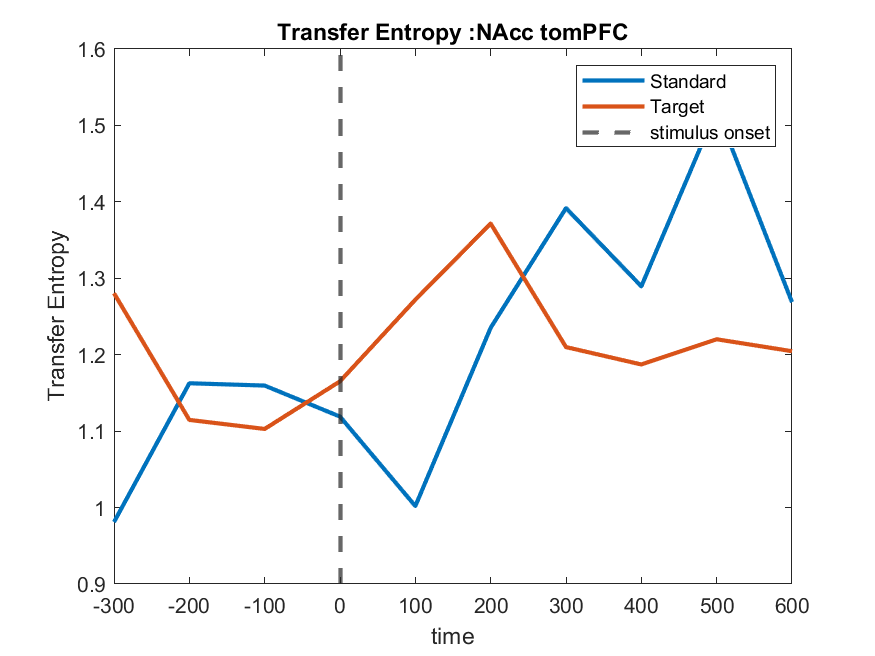 Transfer Entropy :NAcc tomPFC
1.6
1.5
1.4
1.3
1.2
1.1
1
0.9
Transfer Entropy
Standard
Target
stimulus onset
-300 -200 -100 0 100 200 300 400 500 600
time